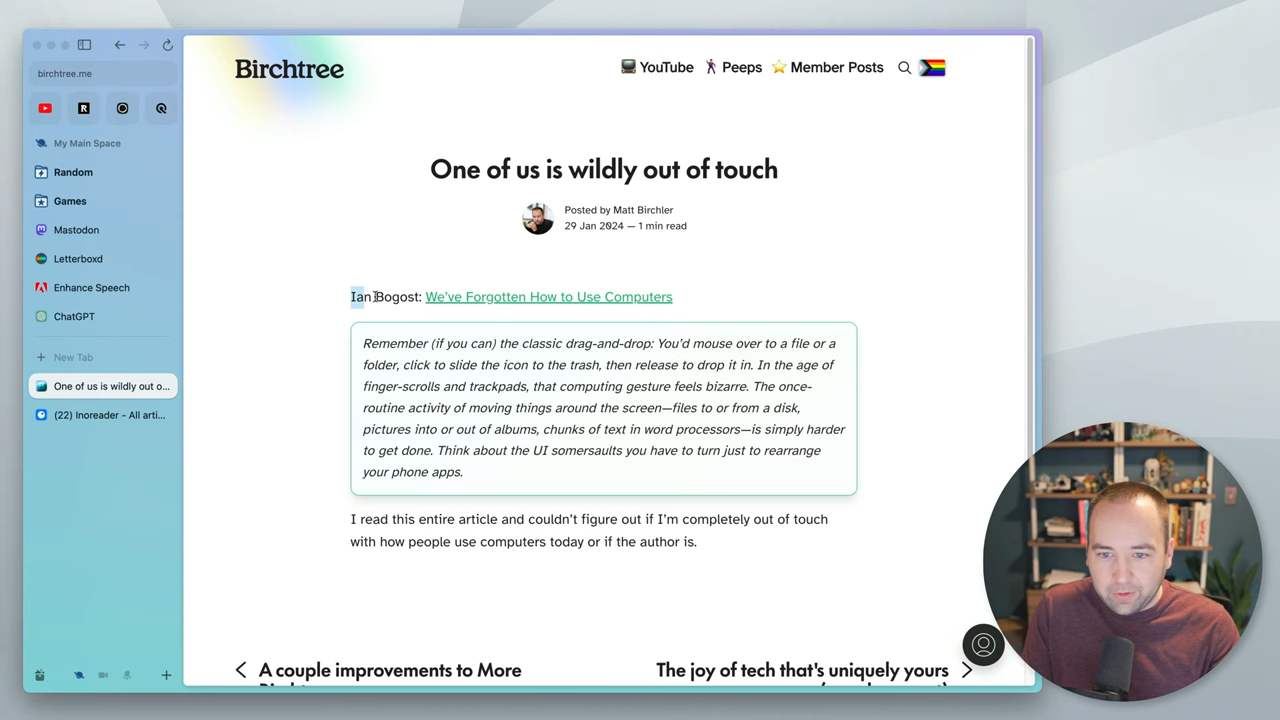 birchtree.me
My Main Space
Random
Games
Mastodon
Letterboxd
Enhance Speech
ChatGPT
New Tab
One of us is wildly out o...
(22) Inoreader - All arti...
Birchtree
YouTube Peeps Member Posts
One of us is wildly out of touch
Posted by Matt Birchler
29 Jan 2024 — 1 min read
Ian Bogost: We’ve Forgotten How to Use Computers
Remember (if you can) the classic drag-and-drop: You’d mouse over to a file or a
folder, click to slide the icon to the trash, then release to drop it in. In the age of
finger-scrolls and trackpads, that computing gesture feels bizarre. The once-
routine activity of moving things around the screen—files to or from a disk,
pictures into or out of albums, chunks of text in word processors—is simply harder
to get done. Think about the UI somersaults you have to turn just to rearrange
your phone apps.
I read this entire article and couldn’t figure out if I’m completely out of touch
with how people use computers today or if the author is.
A couple improvements to More
The joy of tech that's uniquely yours